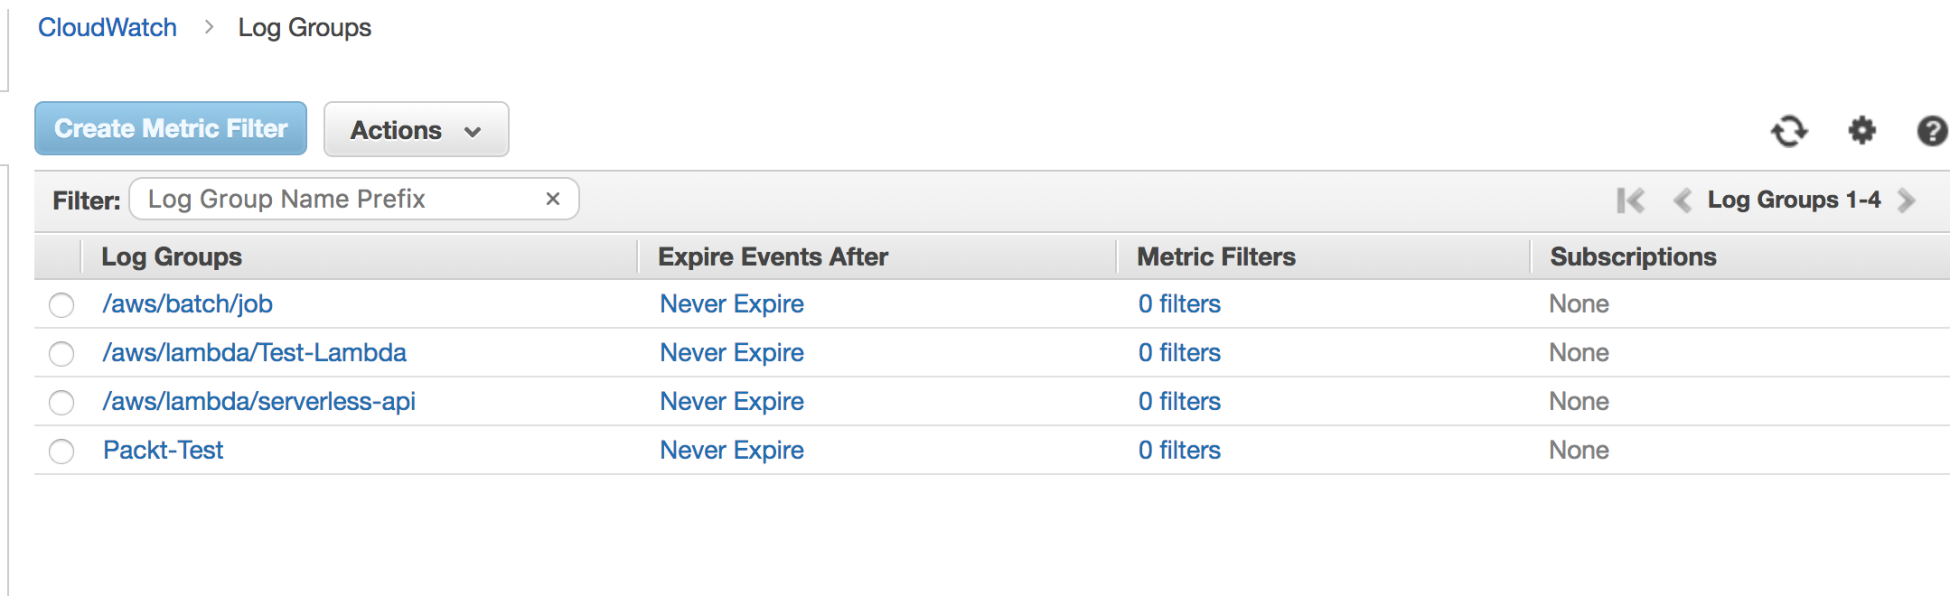 CloudWatch > Log Groups
Create Metric Filter Actions
Filter: Log Group Name Prefix × Log Groups 1-4
Log Groups Expire Events After Metric Filters Subscriptions
/aws/batch/job Never Expire 0 filters None
/aws/lambda/Test-Lambda Never Expire 0 filters None
/aws/lambda/serverless-api Never Expire 0 filters None
Packt-Test Never Expire 0 filters None